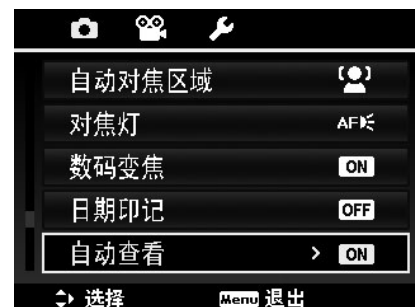 自动对焦区域
对焦灯 AF
数码变焦 ON
日期印记 OFF
自动查看 > ON
选择 Menu 退出